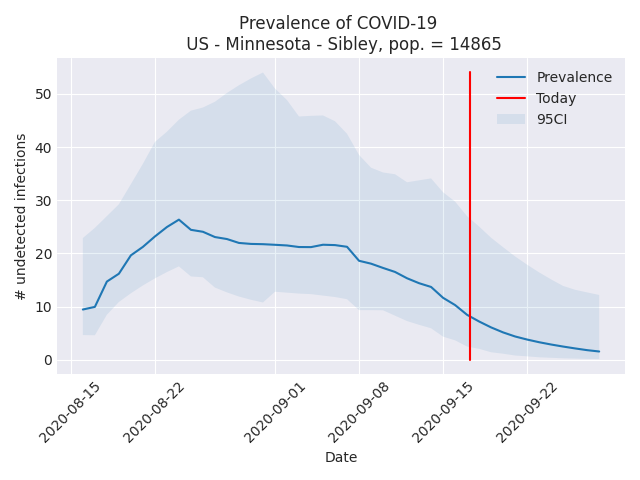 Prevalence of COVID-19
US - Minnesota - Sibley, pop. = 14865
Prevalence
Today
95CI
# undetected infections
50
40
30
20
10
0
2020-08-15
2020-08-22
2020-09-01
2020-09-08
2020-09-15
2020-09-22
Date